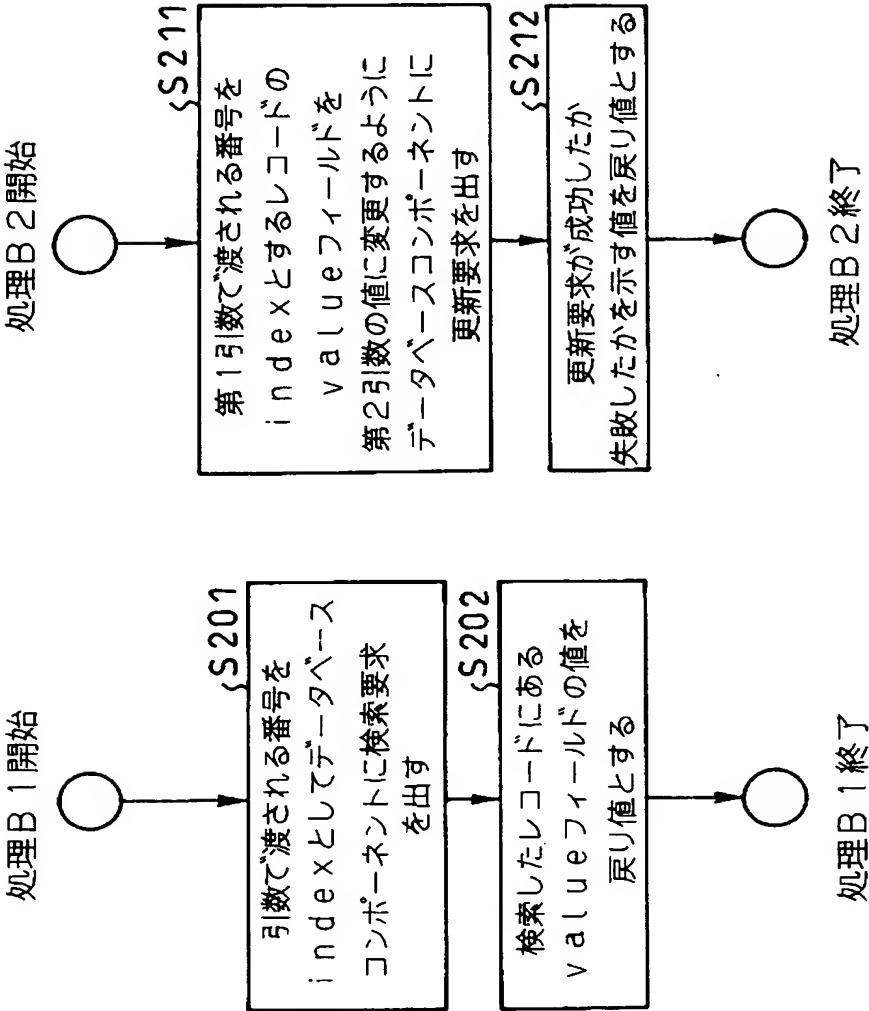 処理B1開始
S201
引数で渡される番号を
indexとしてデータベース
コンポーネントに検索要求
を出す
S202
検索したレコードにある
valueフィールドの値を
戻り値とする
処理B1終了
処理B2開始
S211
第1引数で渡される番号を
indexとするレコードの
valueフィールドを
第2引数の値に変更するように
データベースコンポーネントに
更新要求を出す
S212
更新要求が成功したか
失敗したかを示す値を戻り値とする
処理B2終了